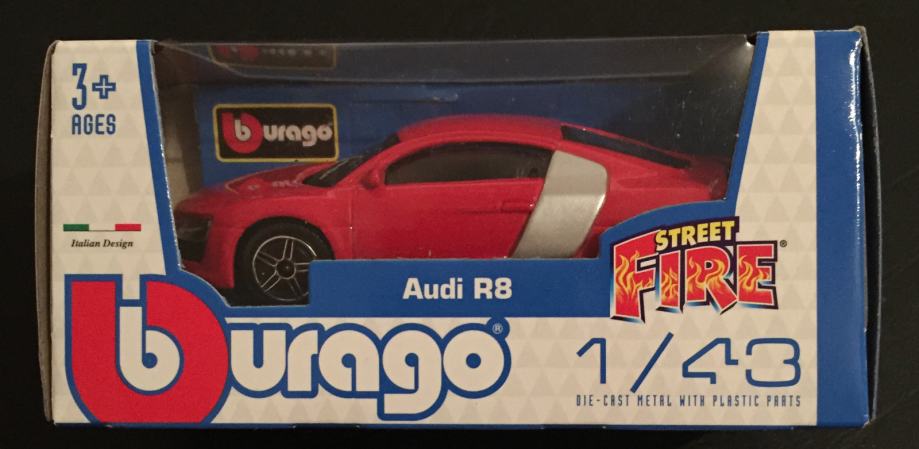 3+
AGES
burago
Italian Design
Audi R8
STREET
FIRE®
burago®
1/43
DIE-CAST METAL WITH PLASTIC PARTS